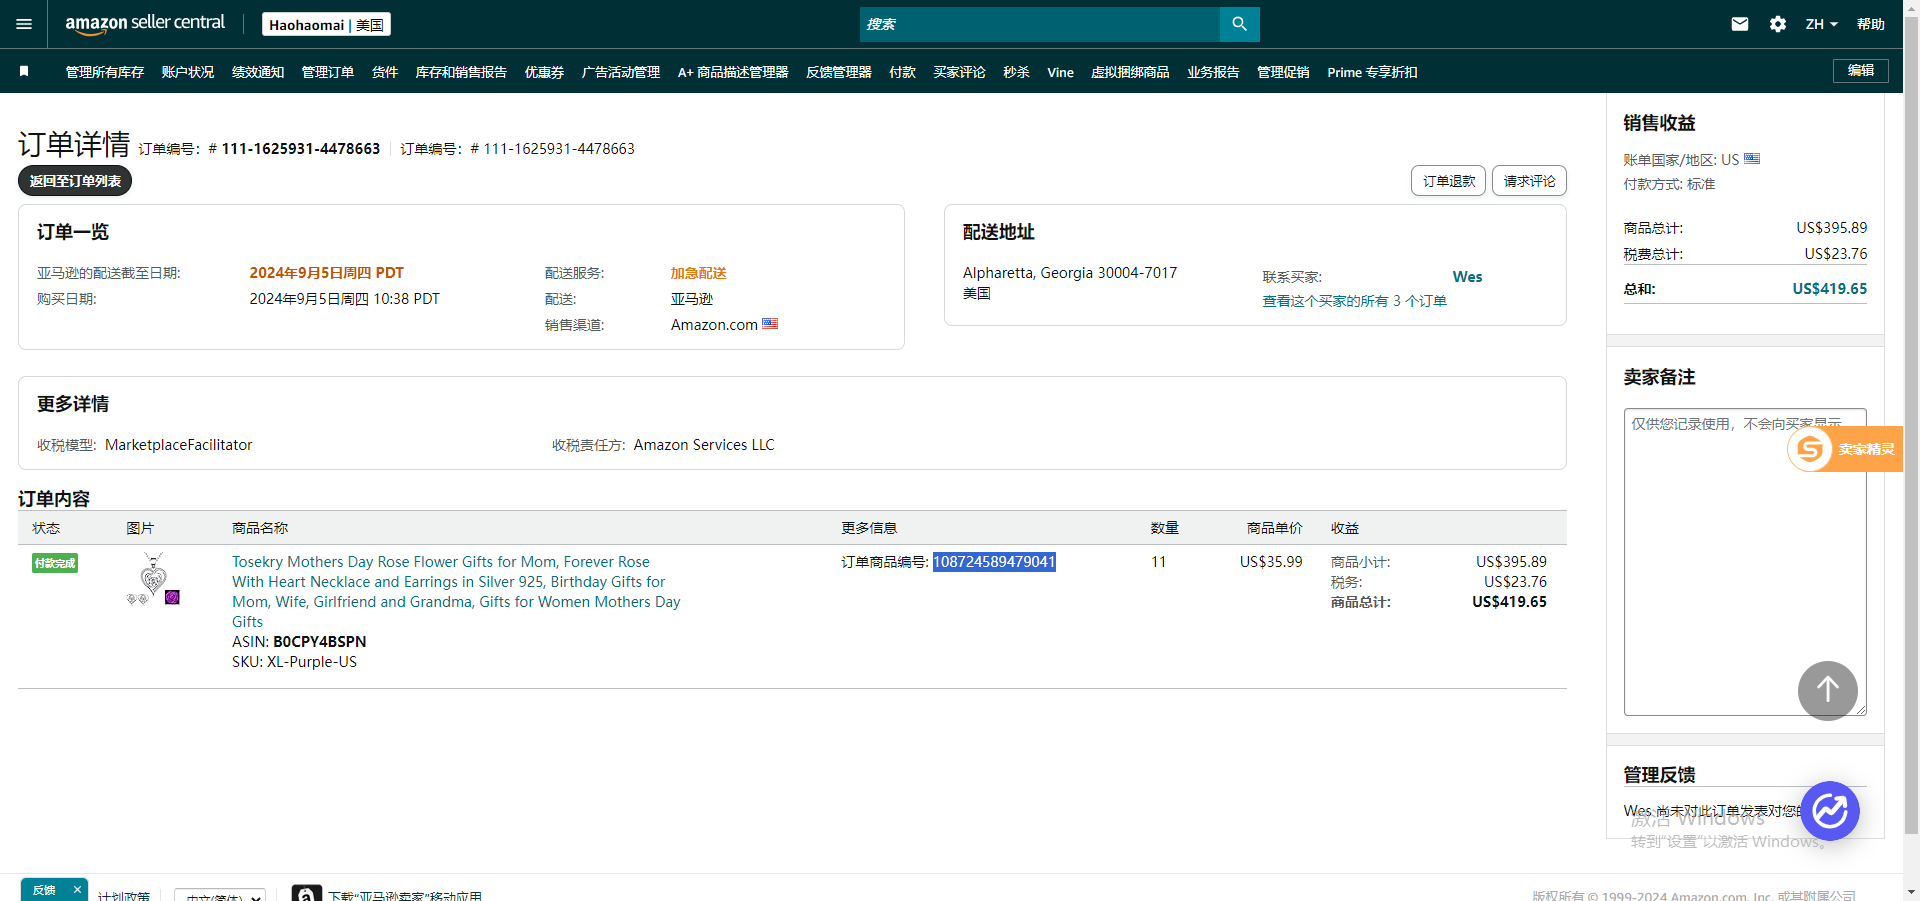 amazon seller central
Haohaomai | 美国
搜索
ZH
帮助
管理所有库存 账户状况 绩效通知 管理订单 货件 库存和销售报告 优惠券 广告活动管理 A+ 商品描述管理器 反馈管理器 付款 买家评论 秒杀 Vine 虚拟捆绑商品 业务报告 管理促销 Prime 专享折扣
编辑
订单详情 订单编号: # 111-1625931-4478663 订单编号: # 111-1625931-4478663
返回至订单列表
订单退款 请求评论
订单一览
亚马逊的配送截至日期: 2024年9月5日周四 PDT
购买日期: 2024年9月5日周四 10:38 PDT
配送服务: 加急配送
配送: 亚马逊
销售渠道: Amazon.com
配送地址
Alpharetta, Georgia 30004-7017
美国
联系买家: Wes
查看这个买家的所有 3 个订单
更多详情
收税模型: MarketplaceFacilitator
收税责任方: Amazon Services LLC
订单内容
状态 图片 商品名称 更多信息 数量 商品单价 收益
付款完成
Tosekry Mothers Day Rose Flower Gifts for Mom, Forever Rose
With Heart Necklace and Earrings in Silver 925, Birthday Gifts for
Mom, Wife, Girlfriend and Grandma, Gifts for Women Mothers Day
Gifts
ASIN: B0CPY4BSPN
SKU: XL-Purple-US
订单商品编号: 108724589479041
11
US$35.99
商品小计: US$395.89
税务: US$23.76
商品总计: US$419.65
销售收益
账单国家/地区: US
付款方式: 标准
商品总计: US$395.89
税费总计: US$23.76
总和: US$419.65
卖家备注
仅供您记录使用，不会向买家显示
卖家精灵
管理反馈
Wes 尚未对此订单发表对您的
激活 Windows
转到"设置"以激活 Windows。
反馈 ×
计划政策
中文(简体)
下载"亚马逊卖家"移动应用
版权所有 © 1999-2024 Amazon.com, Inc. 或其附属公司